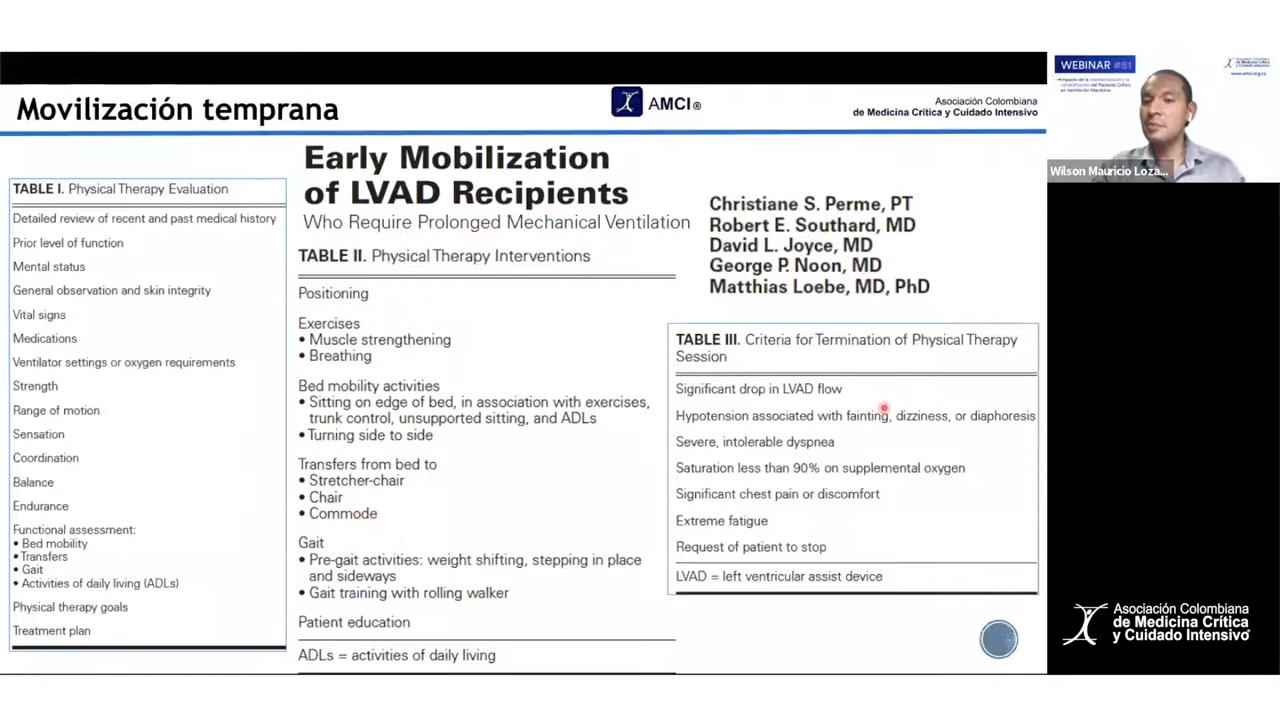 Movilización temprana
AMCI®
Asociación Colombiana
de Medicina Crítica y Cuidado Intensivo
TABLE I. Physical Therapy Evaluation
Detailed review of recent and past medical history
Prior level of function
Mental status
General observation and skin integrity
Vital signs
Medications
Ventilator settings or oxygen requirements
Strength
Range of motion
Sensation
Coordination
Balance
Endurance
Functional assessment:
• Bed mobility
• Transfers
• Gait
• Activities of daily living (ADLs)
Physical therapy goals
Treatment plan
Early Mobilization
of LVAD Recipients
Who Require Prolonged Mechanical Ventilation
TABLE II. Physical Therapy Interventions
Positioning
Exercises
• Muscle strengthening
• Breathing
Bed mobility activities
• Sitting on edge of bed, in association with exercises,
trunk control, unsupported sitting, and ADLs
• Turning side to side
Transfers from bed to
• Stretcher-chair
• Chair
• Commode
Gait
• Pre-gait activities: weight shifting, stepping in place
and sideways
• Gait training with rolling walker
Patient education
ADLs = activities of daily living
Christiane S. Perme, PT
Robert E. Southard, MD
David L. Joyce, MD
George P. Noon, MD
Matthias Loebe, MD, PhD
TABLE III. Criteria for Termination of Physical Therapy
Session
Significant drop in LVAD flow
Hypotension associated with fainting, dizziness, or diaphoresis
Severe, intolerable dyspnea
Saturation less than 90% on supplemental oxygen
Significant chest pain or discomfort
Extreme fatigue
Request of patient to stop
LVAD = left ventricular assist device
WEBINAR #51
www.amci.org.co
Wilson Mauricio Loza...
Asociación Colombiana
de Medicina Crítica
y Cuidado Intensivo